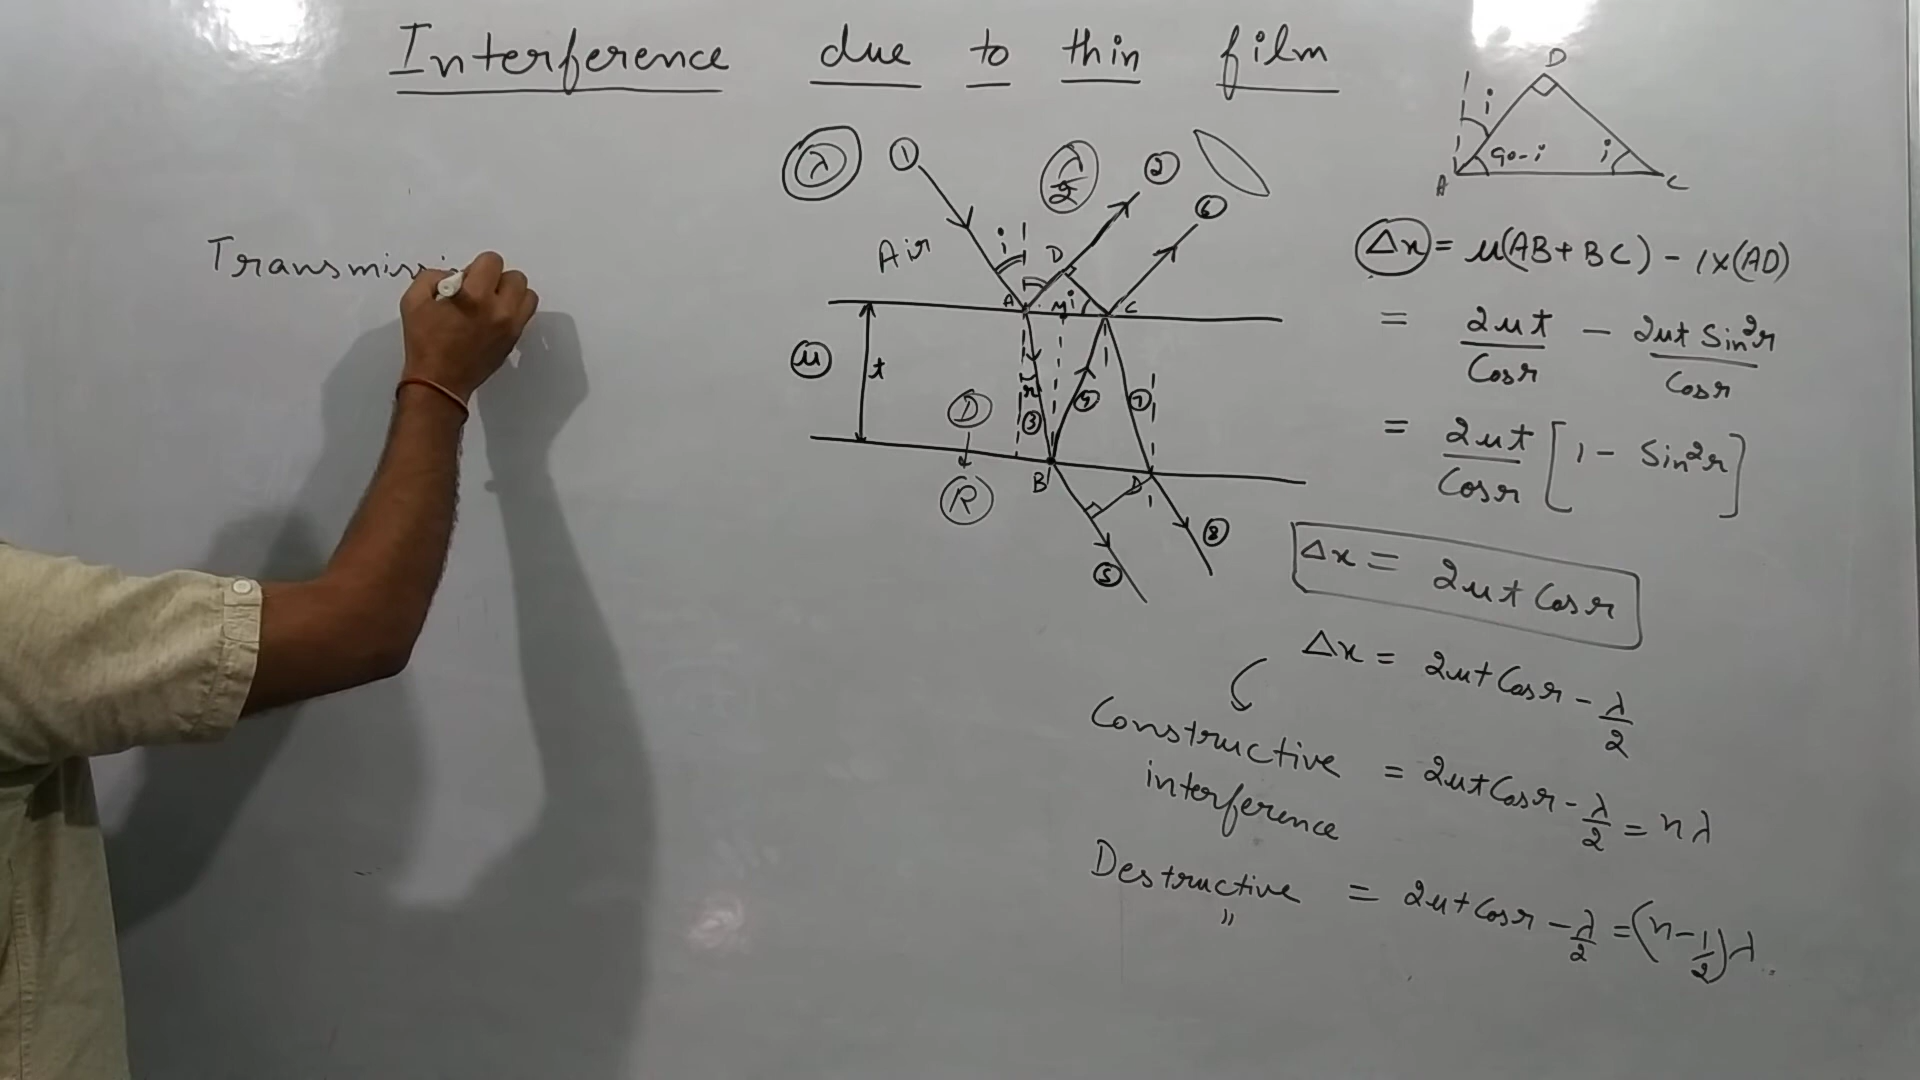 Interference due to thin film
D
i
90-i
i
A
C
λ
1
λ/2
2
6
Air
i
D
A
M
i
C
μ
t
r
3
4
7
D
R
B
D
5
8
Δx = μ(AB + BC) - 1×(AD)
= 2μt/Cosr - 2μt Sin²r/Cosr
= 2μt/Cosr [1 - Sin²r]
Δx = 2μt Cosr
Δx = 2μt Cosr - λ/2
Constructive interference = 2μt Cosr - λ/2 = nλ
Destructive " = 2μt Cosr - λ/2 = (n - 1/2)λ
Transmissi